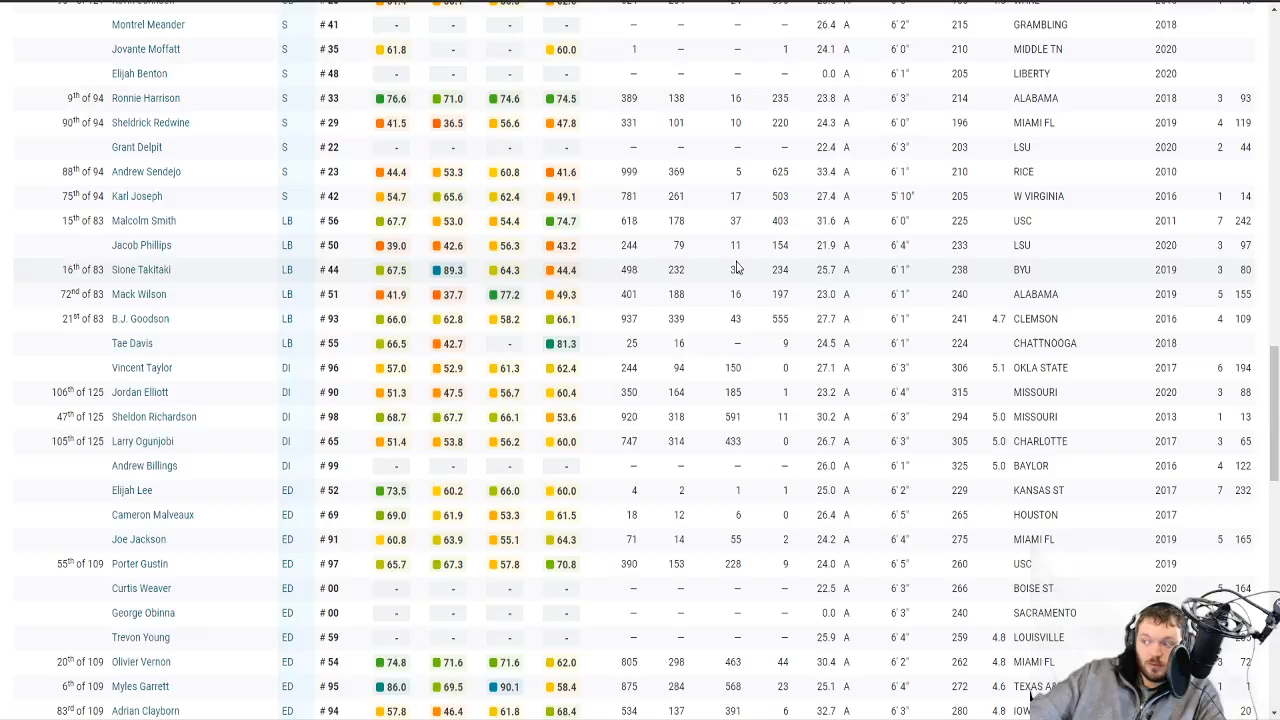 Montrel Meander S # 41 - - - - – – – – 26.4 A 6' 2" 215 GRAMBLING 2018
Jovante Moffatt S # 35 61.8 - - 60.0 1 – – 1 24.1 A 6' 0" 210 MIDDLE TN 2020
Elijah Benton S # 48 - - - - – – – – 0.0 A 6' 1" 205 LIBERTY 2020
9th of 94 Ronnie Harrison S # 33 76.6 71.0 74.6 74.5 389 138 16 235 23.8 A 6' 3" 214 ALABAMA 2018 3 93
90th of 94 Sheldrick Redwine S # 29 41.5 36.5 56.6 47.8 331 101 10 220 24.3 A 6' 0" 196 MIAMI FL 2019 4 119
Grant Delpit S # 22 - - - - – – – – 22.4 A 6' 3" 203 LSU 2020 2 44
88th of 94 Andrew Sendejo S # 23 44.4 53.3 60.8 41.6 999 369 5 625 33.4 A 6' 1" 210 RICE 2010
75th of 94 Karl Joseph S # 42 54.7 65.6 62.4 49.1 781 261 17 503 27.4 A 5' 10" 205 W VIRGINIA 2016 1 14
15th of 83 Malcolm Smith LB # 56 67.7 53.0 54.4 74.7 618 178 37 403 31.6 A 6' 0" 225 USC 2011 7 242
Jacob Phillips LB # 50 39.0 42.6 56.3 43.2 244 79 11 154 21.9 A 6' 4" 233 LSU 2020 3 97
16th of 83 Sione Takitaki LB # 44 67.5 89.3 64.3 44.4 498 232 234 25.7 A 6' 1" 238 BYU 2019 3 80
72nd of 83 Mack Wilson LB # 51 41.9 37.7 77.2 49.3 401 188 16 197 23.0 A 6' 1" 240 ALABAMA 2019 5 155
21st of 83 B.J. Goodson LB # 93 66.0 62.8 58.2 66.1 937 339 43 555 27.7 A 6' 1" 241 4.7 CLEMSON 2016 4 109
Tae Davis LB # 55 66.5 42.7 - 81.3 25 16 – 9 24.5 A 6' 1" 224 CHATTNOOGA 2018
Vincent Taylor DI # 96 57.0 52.9 61.3 62.4 244 94 150 0 27.1 A 6' 3" 306 5.1 OKLA STATE 2017 6 194
106th of 125 Jordan Elliott DI # 90 51.3 47.5 56.7 60.4 350 164 185 1 23.2 A 6' 4" 315 MISSOURI 2020 3 88
47th of 125 Sheldon Richardson DI # 98 68.7 67.7 66.1 53.6 920 318 591 11 30.2 A 6' 3" 294 5.0 MISSOURI 2013 1 13
105th of 125 Larry Ogunjobi DI # 65 51.4 53.8 56.2 60.0 747 314 433 0 26.7 A 6' 3" 305 5.0 CHARLOTTE 2017 3 65
Andrew Billings DI # 99 - - - - – – – – 26.0 A 6' 1" 325 5.0 BAYLOR 2016 4 122
Elijah Lee ED # 52 73.5 60.2 66.0 60.0 4 2 1 1 25.0 A 6' 2" 229 KANSAS ST 2017 7 232
Cameron Malveaux ED # 69 69.0 61.9 53.3 61.5 18 12 6 0 26.4 A 6' 5" 265 HOUSTON 2017
Joe Jackson ED # 91 60.8 63.9 55.1 64.3 71 14 55 2 24.2 A 6' 4" 275 MIAMI FL 2019 5 165
55th of 109 Porter Gustin ED # 97 65.7 67.3 57.8 70.8 390 153 228 9 24.0 A 6' 5" 260 USC 2019
Curtis Weaver ED # 00 - - - - – – – – 22.5 A 6' 3" 266 BOISE ST 2020 5 164
George Obinna ED # 00 - - - - – – – – 0.0 A 6' 3" 240 SACRAMENTO
Trevon Young ED # 59 - - - - – – – – 25.9 A 6' 4" 259 4.8 LOUISVILLE
20th of 109 Olivier Vernon ED # 54 74.8 71.6 71.6 62.0 805 298 463 44 30.4 A 6' 2" 262 4.8 MIAMI FL 3 72
6th of 109 Myles Garrett ED # 95 86.0 69.5 90.1 58.4 875 284 568 23 25.1 A 6' 4" 272 4.6 TEXAS A 1 1
83rd of 109 Adrian Clayborn ED # 94 57.8 46.4 61.8 68.4 534 137 391 6 32.7 A 6' 3" 280 4.8 IOW 20